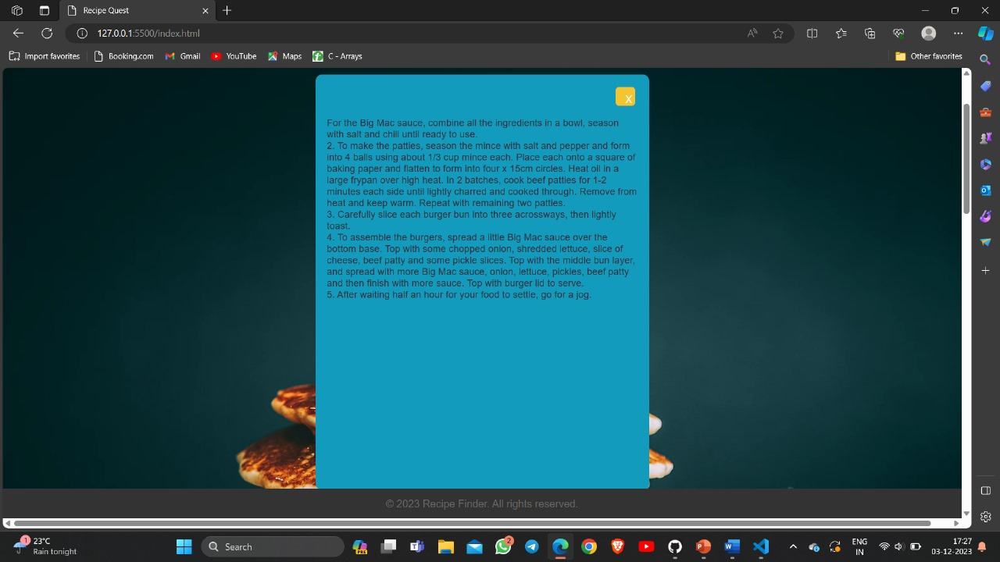 Recipe Quest
127.0.0.1:5500/index.html
Import favorites
Booking.com
Gmail
YouTube
Maps
C - Arrays
Other favorites
X
For the Big Mac sauce, combine all the ingredients in a bowl, season
with salt and chill until ready to use.
2. To make the patties, season the mince with salt and pepper and form
into 4 balls using about 1/3 cup mince each. Place each onto a square of
baking paper and flatten to form into four x 15cm circles. Heat oil in a
large frypan over high heat. In 2 batches, cook beef patties for 1-2
minutes each side until lightly charred and cooked through. Remove from
heat and keep warm. Repeat with remaining two patties.
3. Carefully slice each burger bun into three acrossways, then lightly
toast.
4. To assemble the burgers, spread a little Big Mac sauce over the
bottom base. Top with some chopped onion, shredded lettuce, slice of
cheese, beef patty and some pickle slices. Top with the middle bun layer,
and spread with more Big Mac sauce, onion, lettuce, pickles, beef patty
and then finish with more sauce. Top with burger lid to serve.
5. After waiting half an hour for your food to settle, go for a jog.
© 2023 Recipe Finder. All rights reserved.
1
23°C
Rain tonight
Search
PRE
2
ENG
IN
17:27
03-12-2023